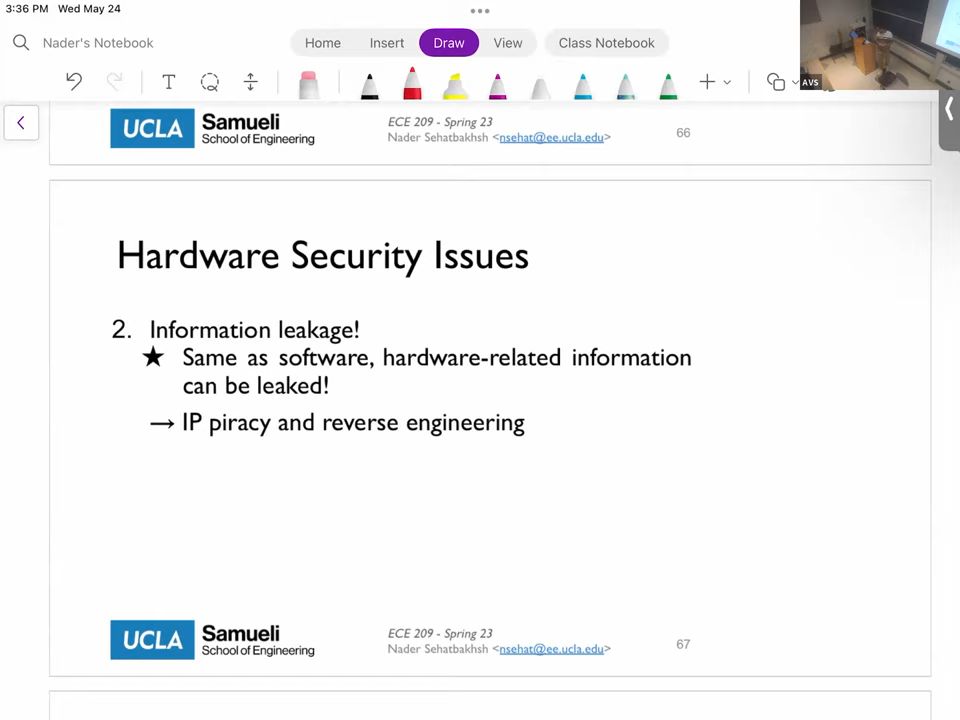 3:36 PM Wed May 24
Nader's Notebook
Home Insert Draw View Class Notebook
T
AVS
UCLA Samueli School of Engineering
ECE 209 - Spring 23
Nader Sehatbakhsh <nsehat@ee.ucla.edu>
66
Hardware Security Issues
2. Information leakage!
★ Same as software, hardware-related information
can be leaked!
→ IP piracy and reverse engineering
UCLA Samueli School of Engineering
ECE 209 - Spring 23
Nader Sehatbakhsh <nsehat@ee.ucla.edu>
67